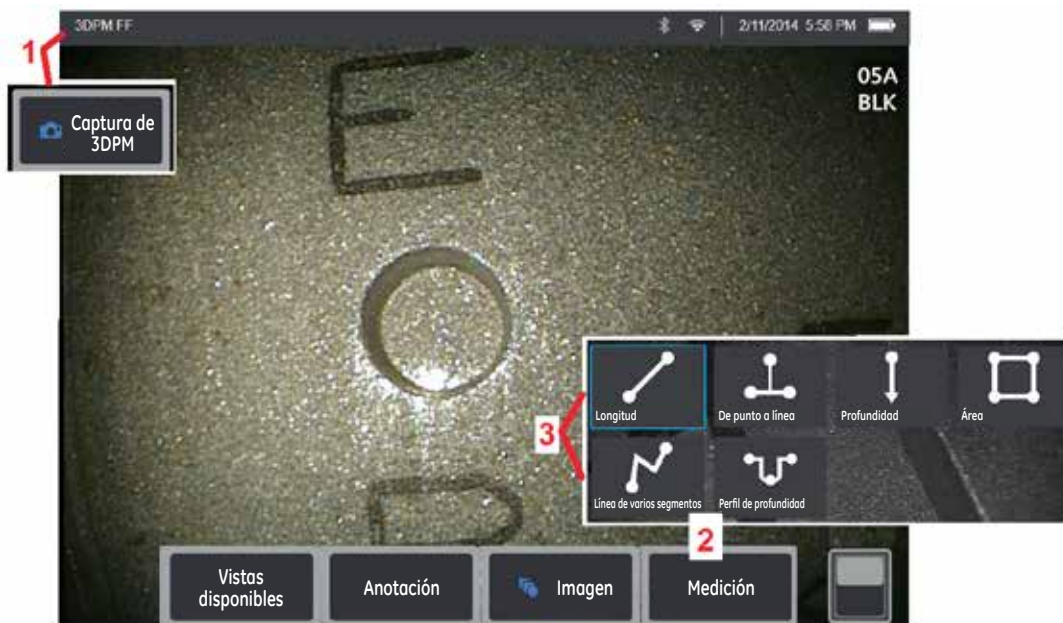 3DPM FF
2/11/2014 5:58 PM
1
05A
BLK
Captura de
3DPM
E
3
Longitud
De punto a línea
Profundidad
Área
Línea de varios segmentos
Perfil de profundidad
2
Vistas
disponibles
Anotación
Imagen
Medición